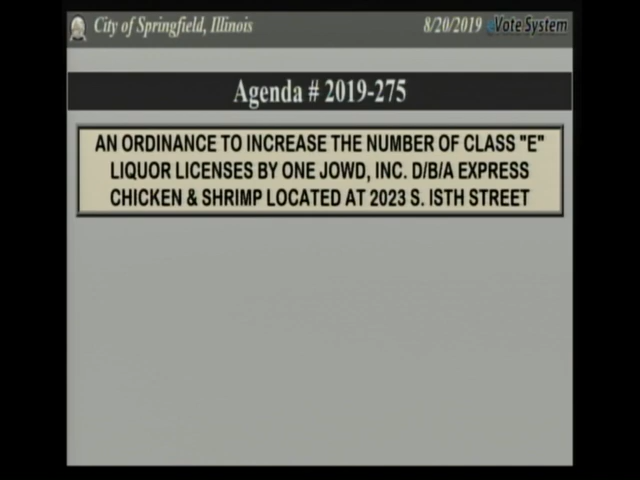 City of Springfield, Illinois
8/20/2019 eVote System
Agenda # 2019-275
AN ORDINANCE TO INCREASE THE NUMBER OF CLASS "E"
LIQUOR LICENSES BY ONE JOWD, INC. D/B/A EXPRESS
CHICKEN & SHRIMP LOCATED AT 2023 S. ISTH STREET